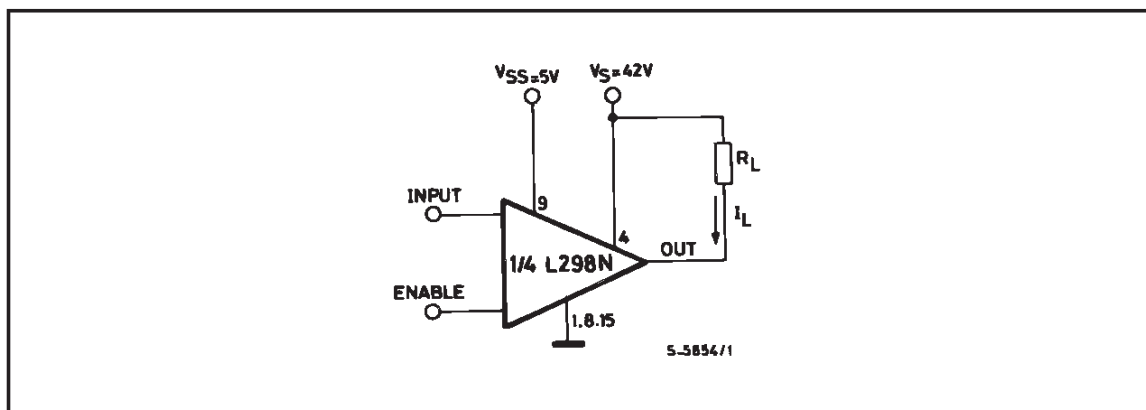 VSS=5V
VS=42V
RL
INPUT
9
IL
4
OUT
1/4 L298N
ENABLE
1.8.15
S-5854/1